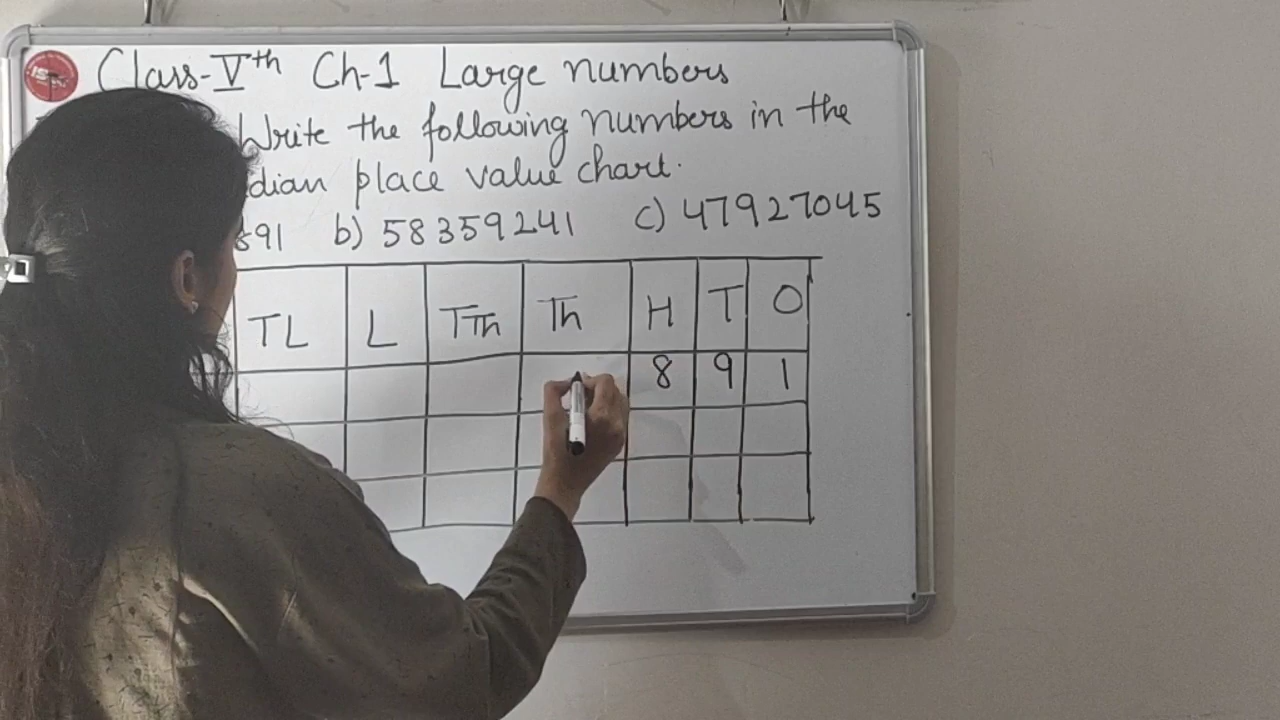 Class-Vth Ch-1 Large numbers
Write the following numbers in the
dian place value chart.
891 b) 58359241 c) 47927045
TL L TTh Th H T O
8 9 1